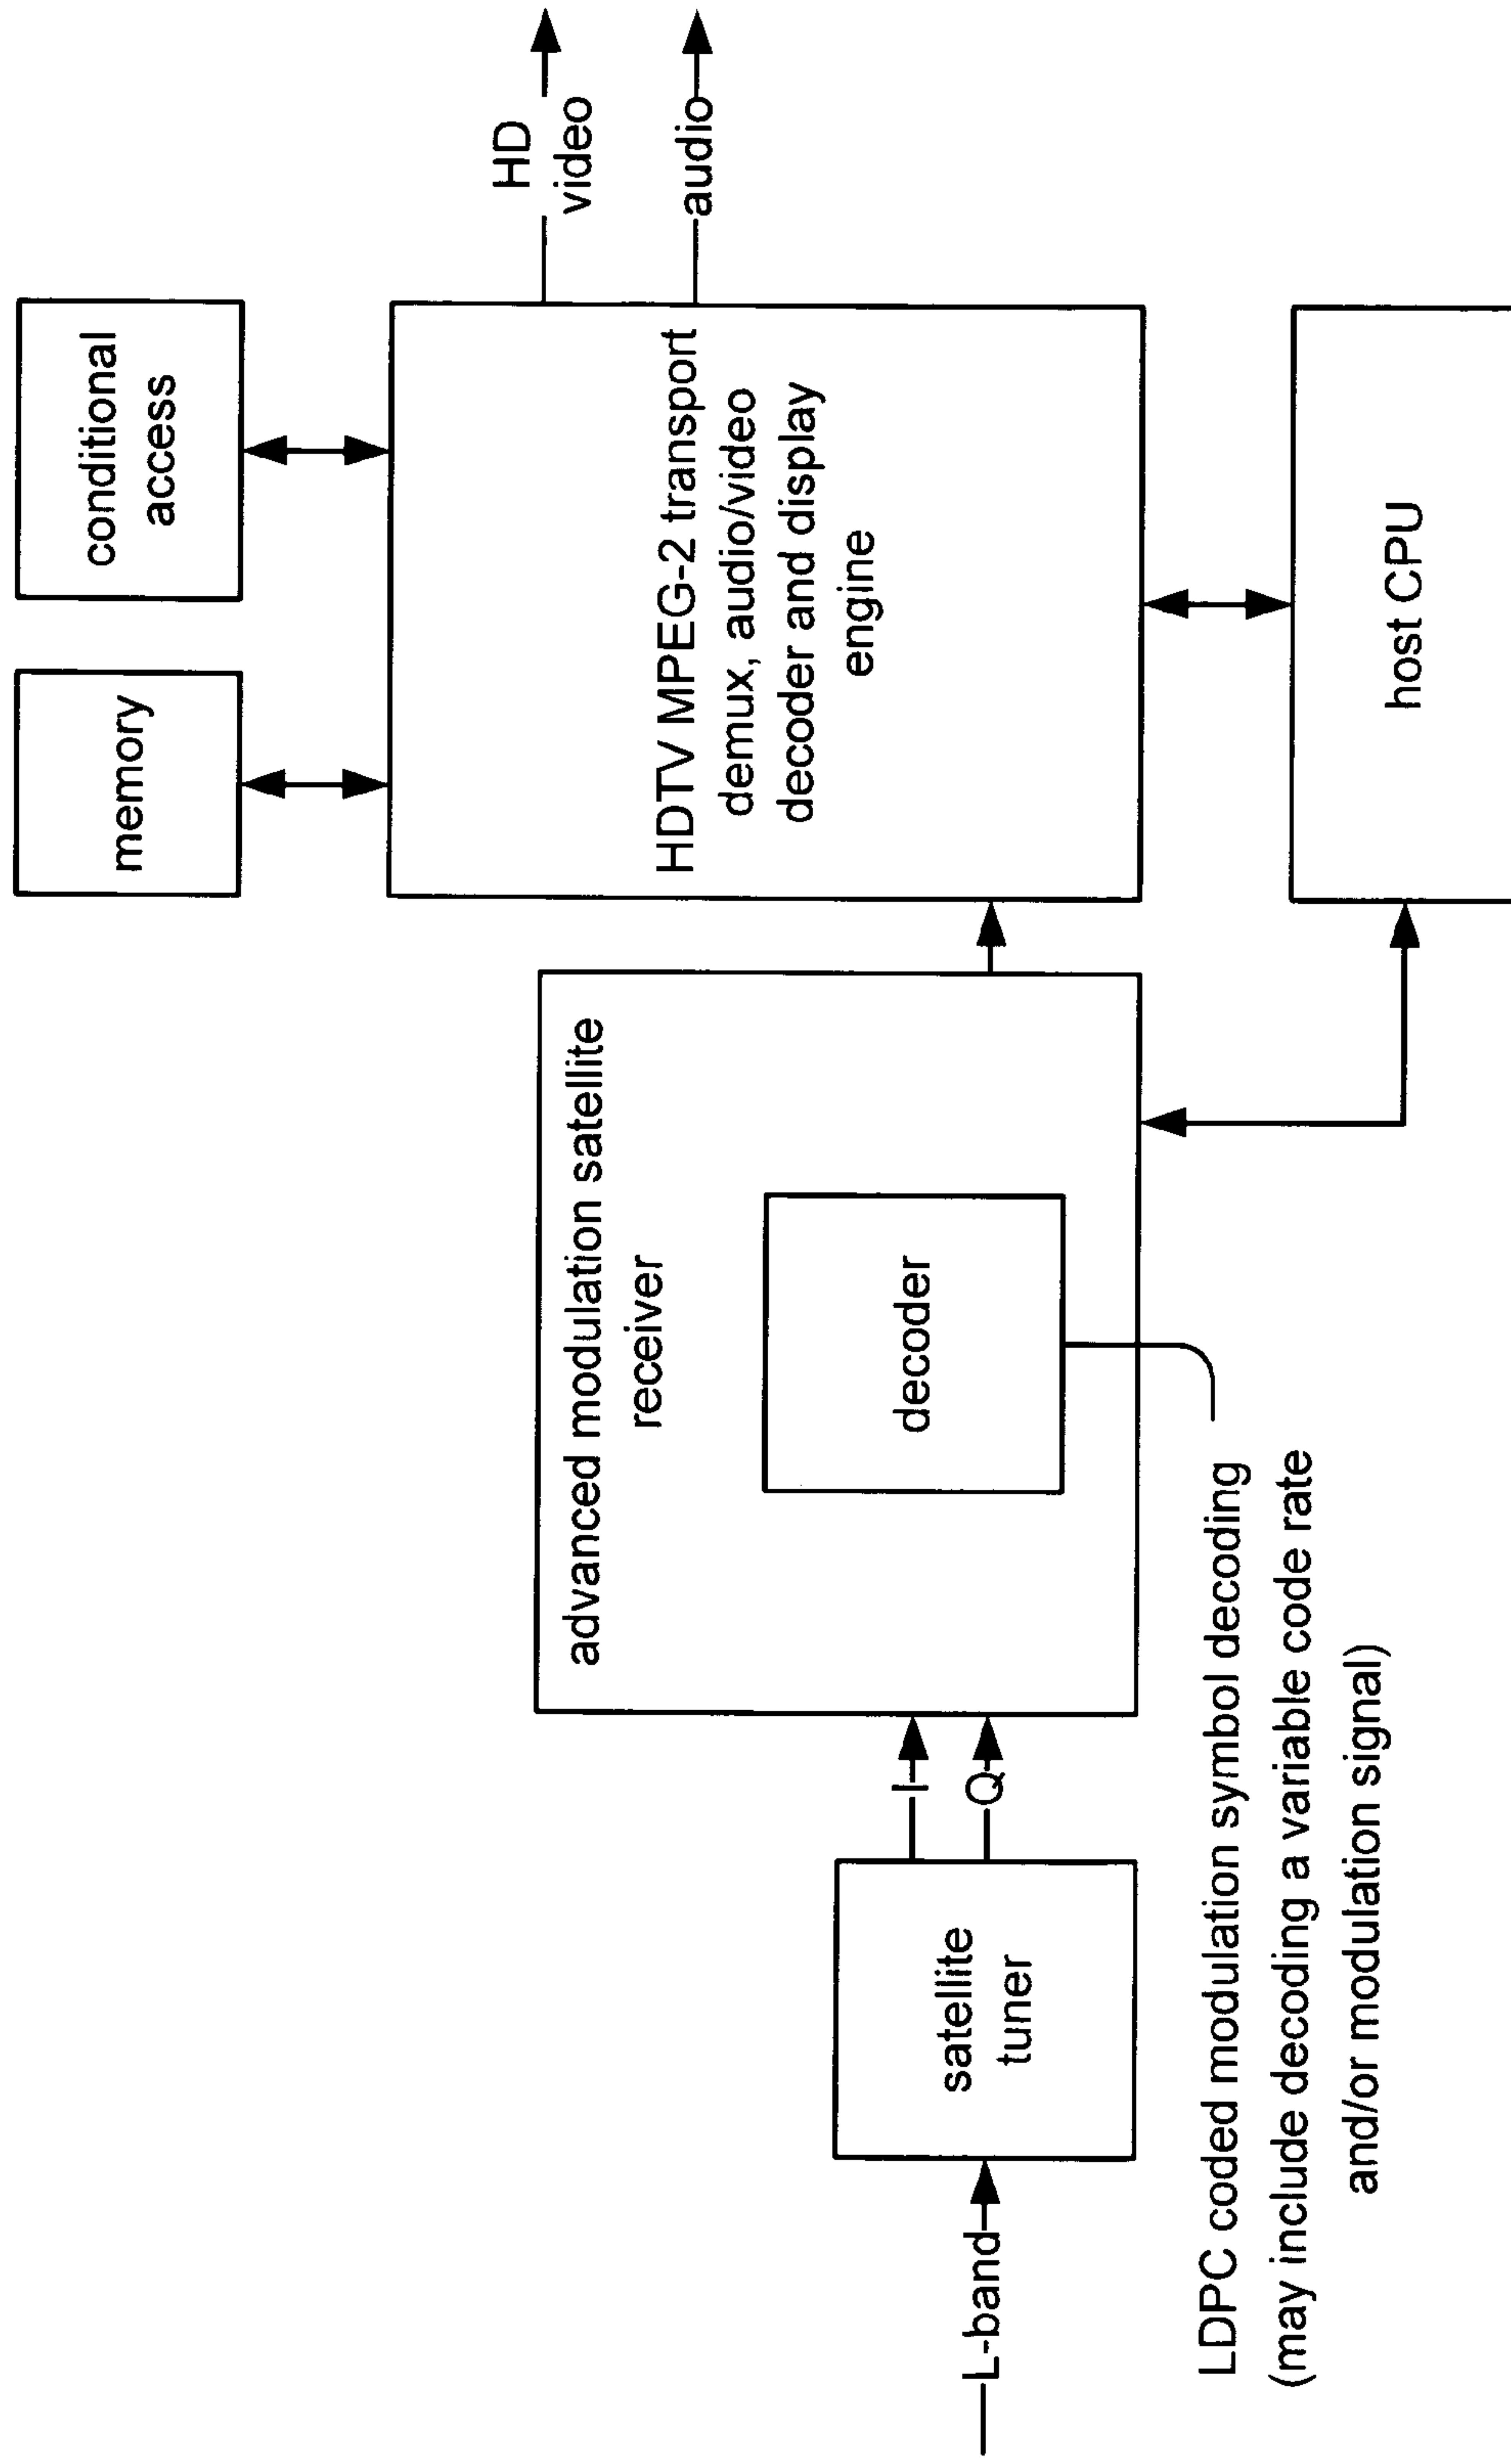 L-band
satellite
tuner
I
Q
advanced modulation satellite
receiver
decoder
LDPC coded modulation symbol decoding
(may include decoding a variable code rate
and/or modulation signal)
memory
conditional
access
HDTV MPEG-2 transport
demux, audio/video
decoder and display
engine
host CPU
HD
video
audio